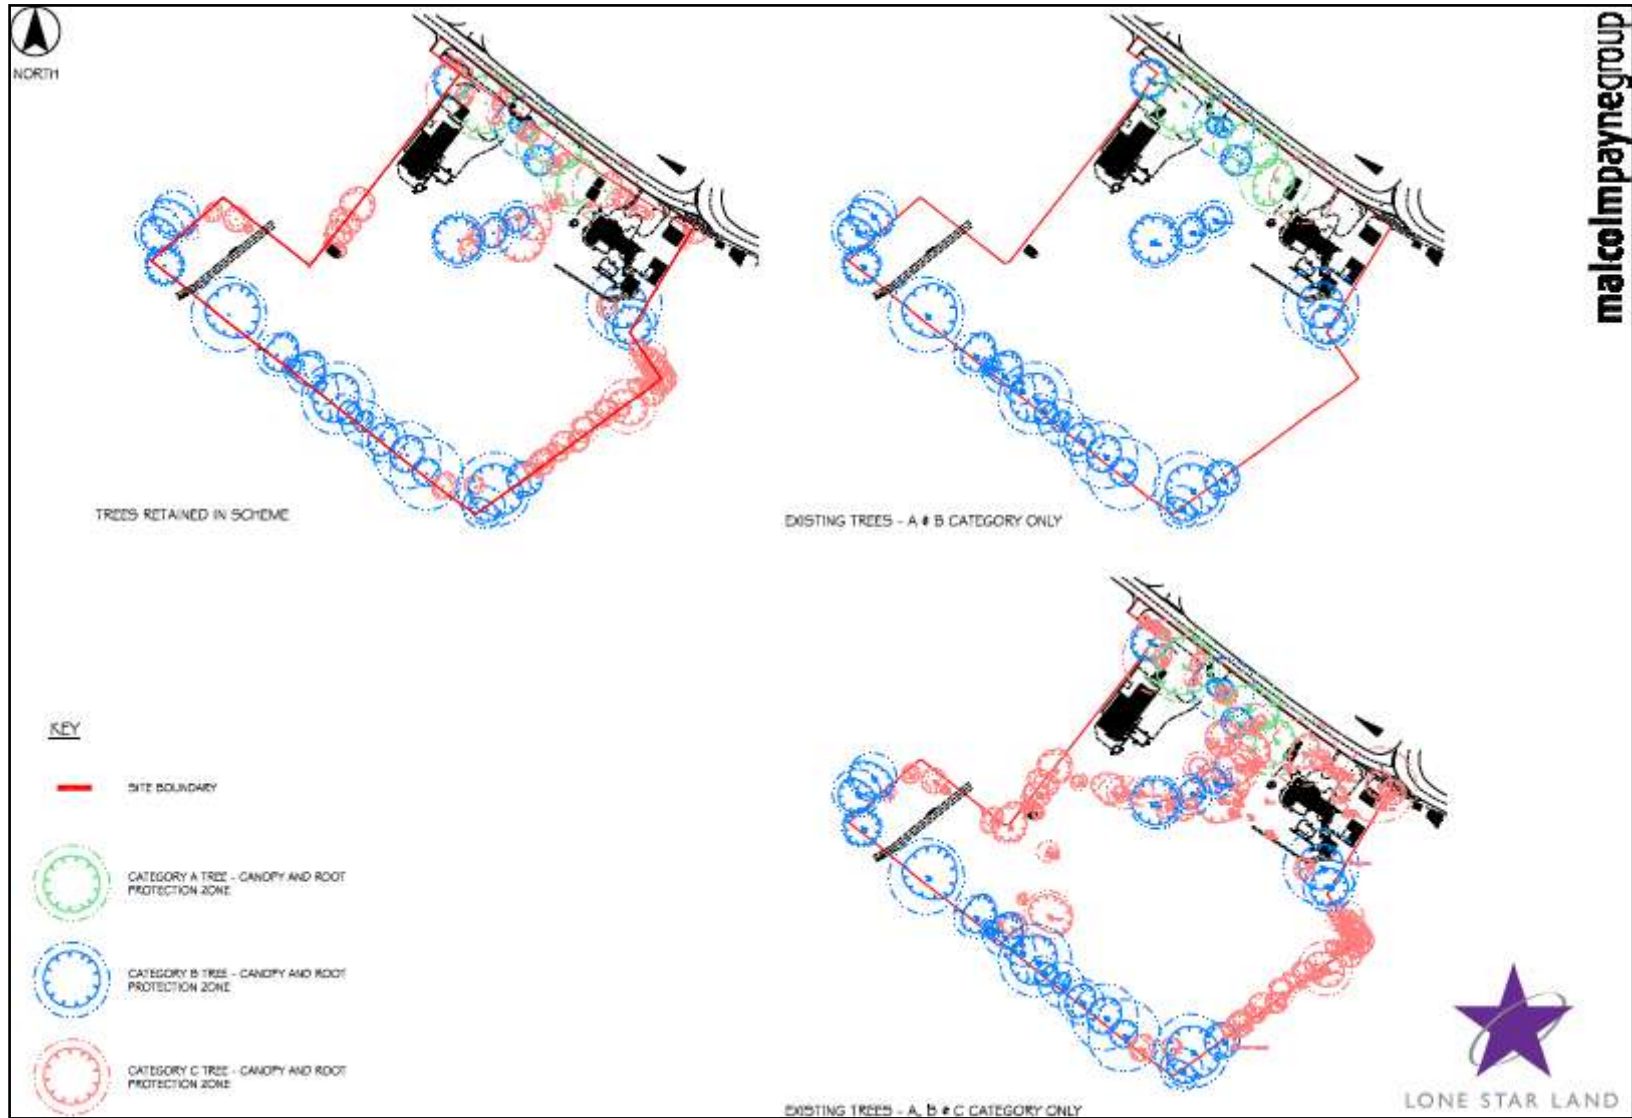 NORTH
malcolmpaynegroup
TREES RETAINED IN SCHEME
EXISTING TREES - A & B CATEGORY ONLY
KEY
SITE BOUNDARY
CATEGORY A TREE - CANOPY AND ROOT
PROTECTION ZONE
CATEGORY B TREE - CANOPY AND ROOT
PROTECTION ZONE
CATEGORY C TREE - CANOPY AND ROOT
PROTECTION ZONE
EXISTING TREES - A, B & C CATEGORY ONLY
LONE STAR LAND